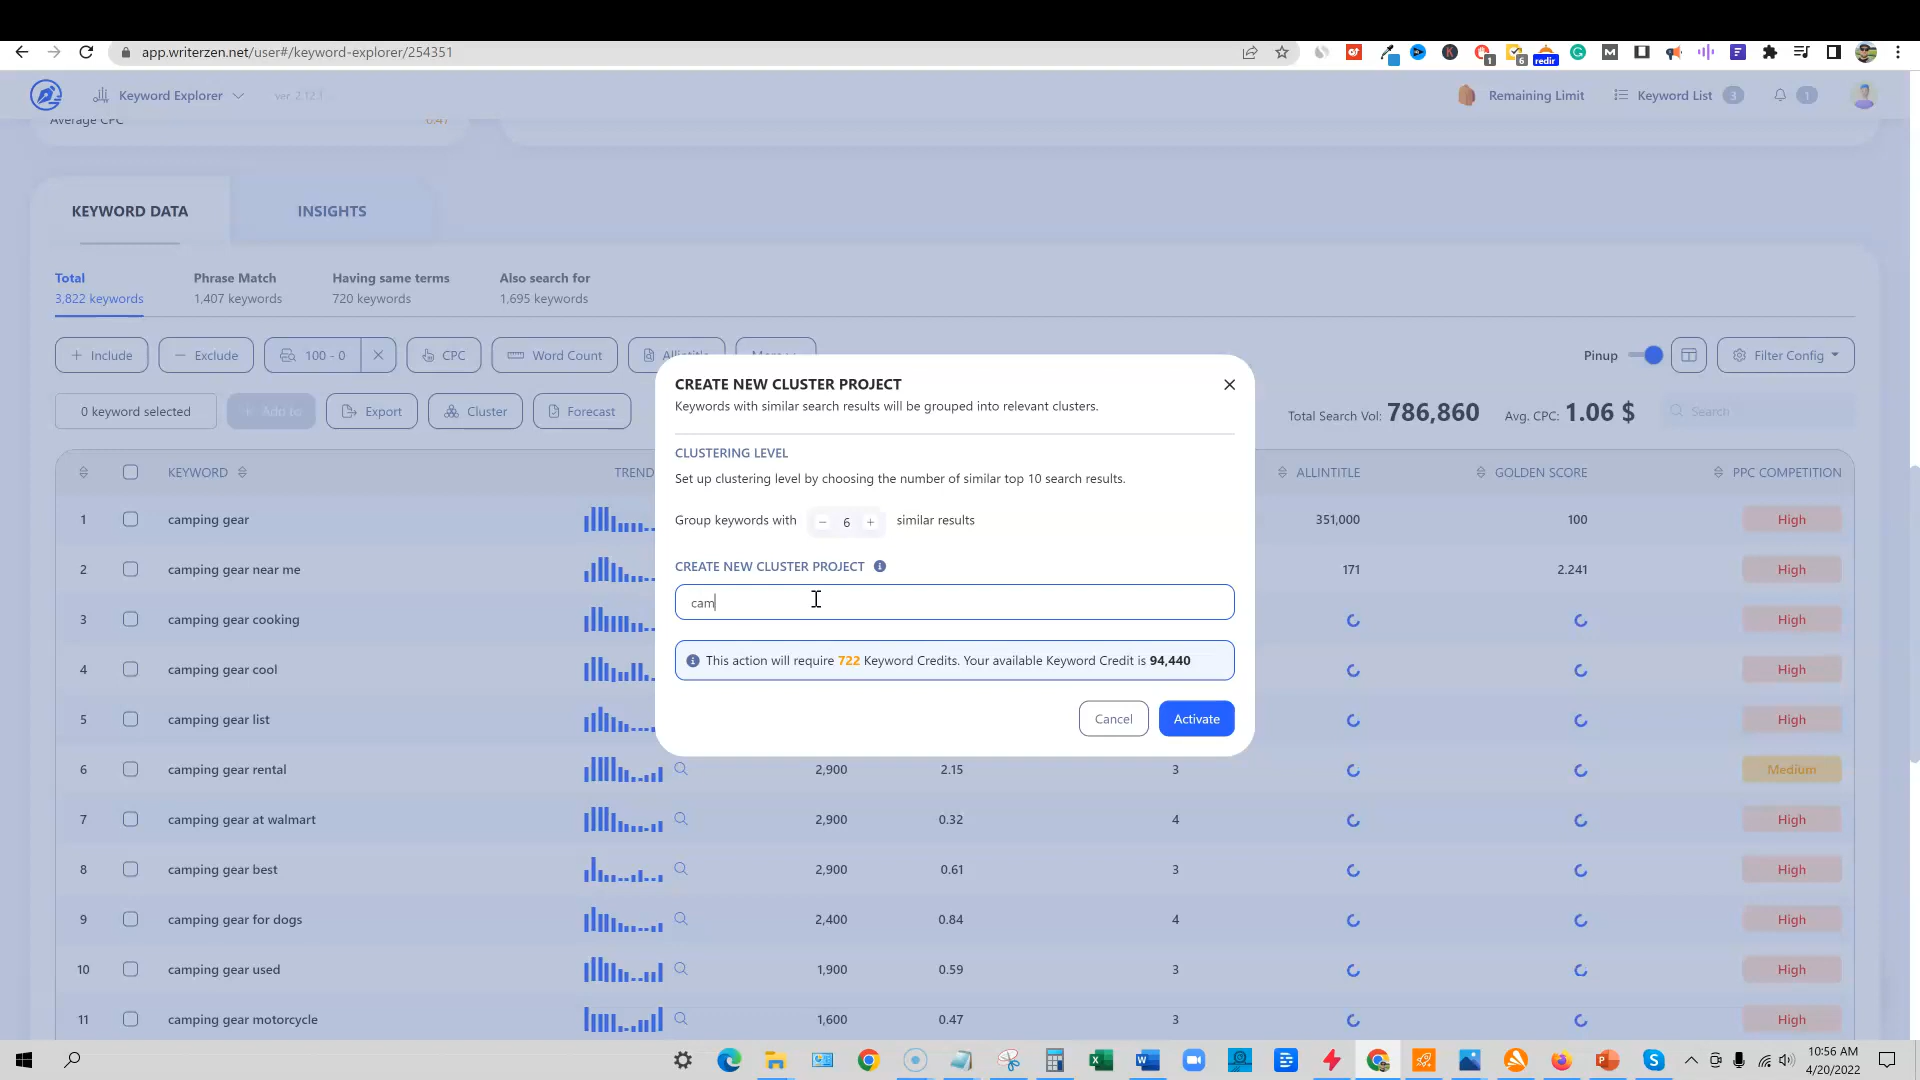 app.writerzen.net/user#/keyword-explorer/254351
1
6
redir
Keyword Explorer
ver 2.12.1
Remaining Limit
Keyword List 3
1
Average CPC
0.41
KEYWORD DATA
INSIGHTS
Total
3,822 keywords
Phrase Match
1,407 keywords
Having same terms
720 keywords
Also search for
1,695 keywords
+ Include
− Exclude
100 - 0
CPC
Word Count
Allintitle
More
Pinup
Filter Config
0 keyword selected
+ Add to
Export
Cluster
Forecast
Total Search Vol: 786,860
Avg. CPC: 1.06 $
Search
KEYWORD TREND ALLINTITLE GOLDEN SCORE PPC COMPETITION
1 camping gear 351,000 100 High
2 camping gear near me 171 2.241 High
3 camping gear cooking High
4 camping gear cool High
5 camping gear list High
6 camping gear rental 2,900 2.15 3 Medium
7 camping gear at walmart 2,900 0.32 4 High
8 camping gear best 2,900 0.61 3 High
9 camping gear for dogs 2,400 0.84 4 High
10 camping gear used 1,900 0.59 3 High
11 camping gear motorcycle 1,600 0.47 3 High
CREATE NEW CLUSTER PROJECT
Keywords with similar search results will be grouped into relevant clusters.
CLUSTERING LEVEL
Set up clustering level by choosing the number of similar top 10 search results.
Group keywords with − 6 + similar results
CREATE NEW CLUSTER PROJECT
cam
This action will require 722 Keyword Credits. Your available Keyword Credit is 94,440
Cancel
Activate
10:56 AM
4/20/2022